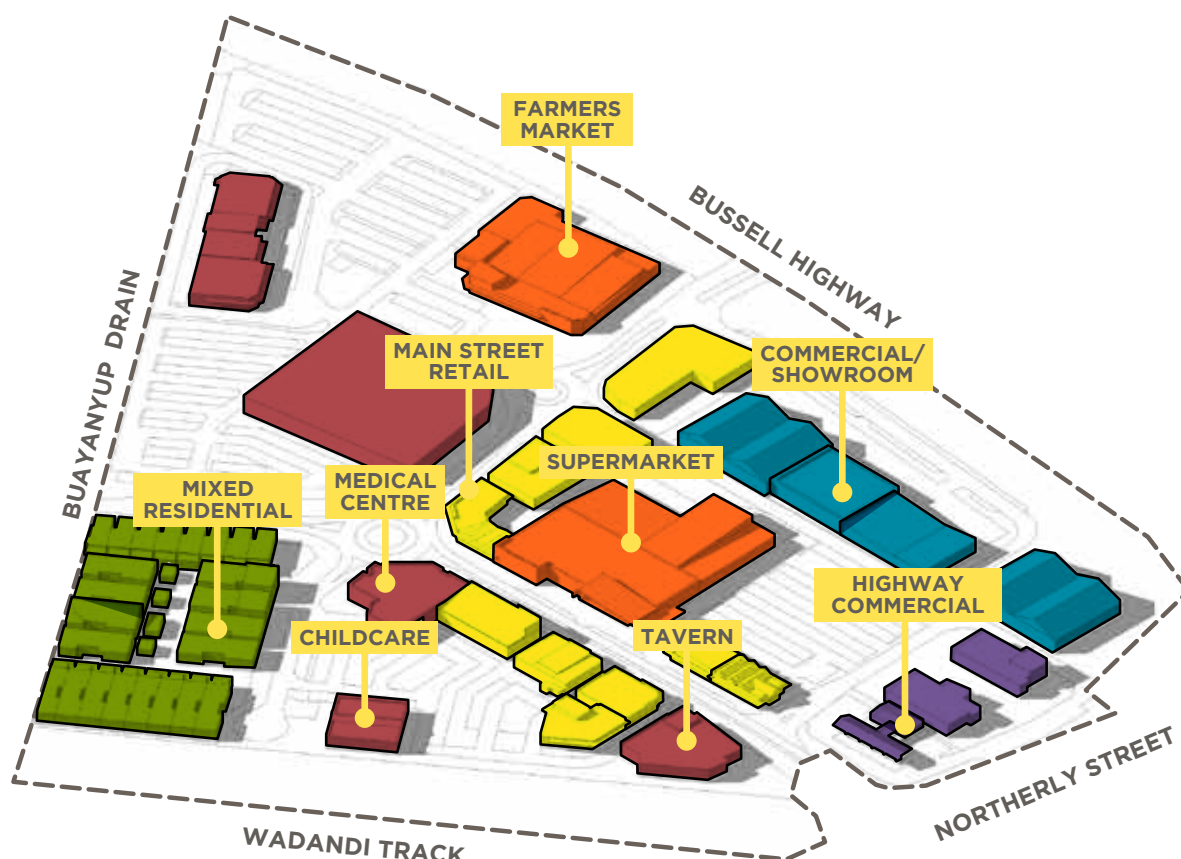 FARMERS
MARKET
BUSSELL HIGHWAY
BUAYANYUP DRAIN
MAIN STREET
RETAIL
COMMERCIAL/
SHOWROOM
SUPERMARKET
MEDICAL
CENTRE
MIXED
RESIDENTIAL
HIGHWAY
COMMERCIAL
CHILDCARE
TAVERN
NORTHERLY STREET
WADANDI TRACK